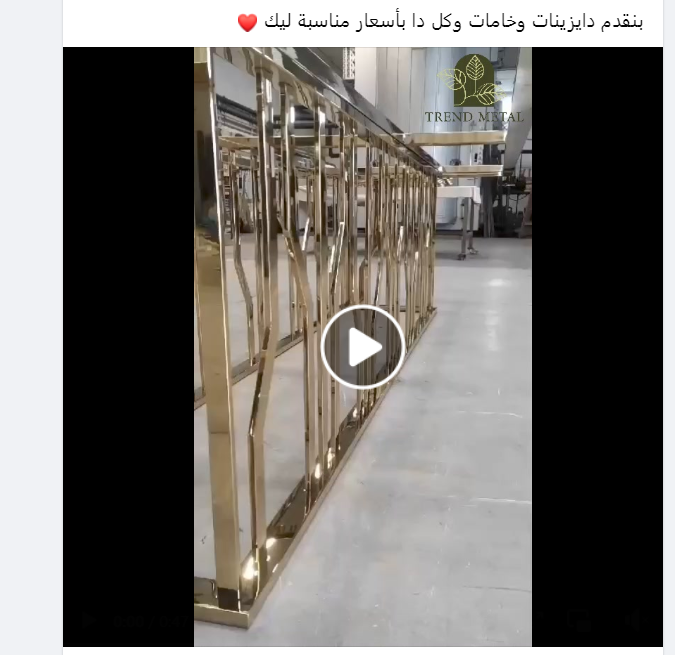 بنقدم دايزينات وخامات وكل دا بأسعار مناسبة ليك ❤️
TREND METAL